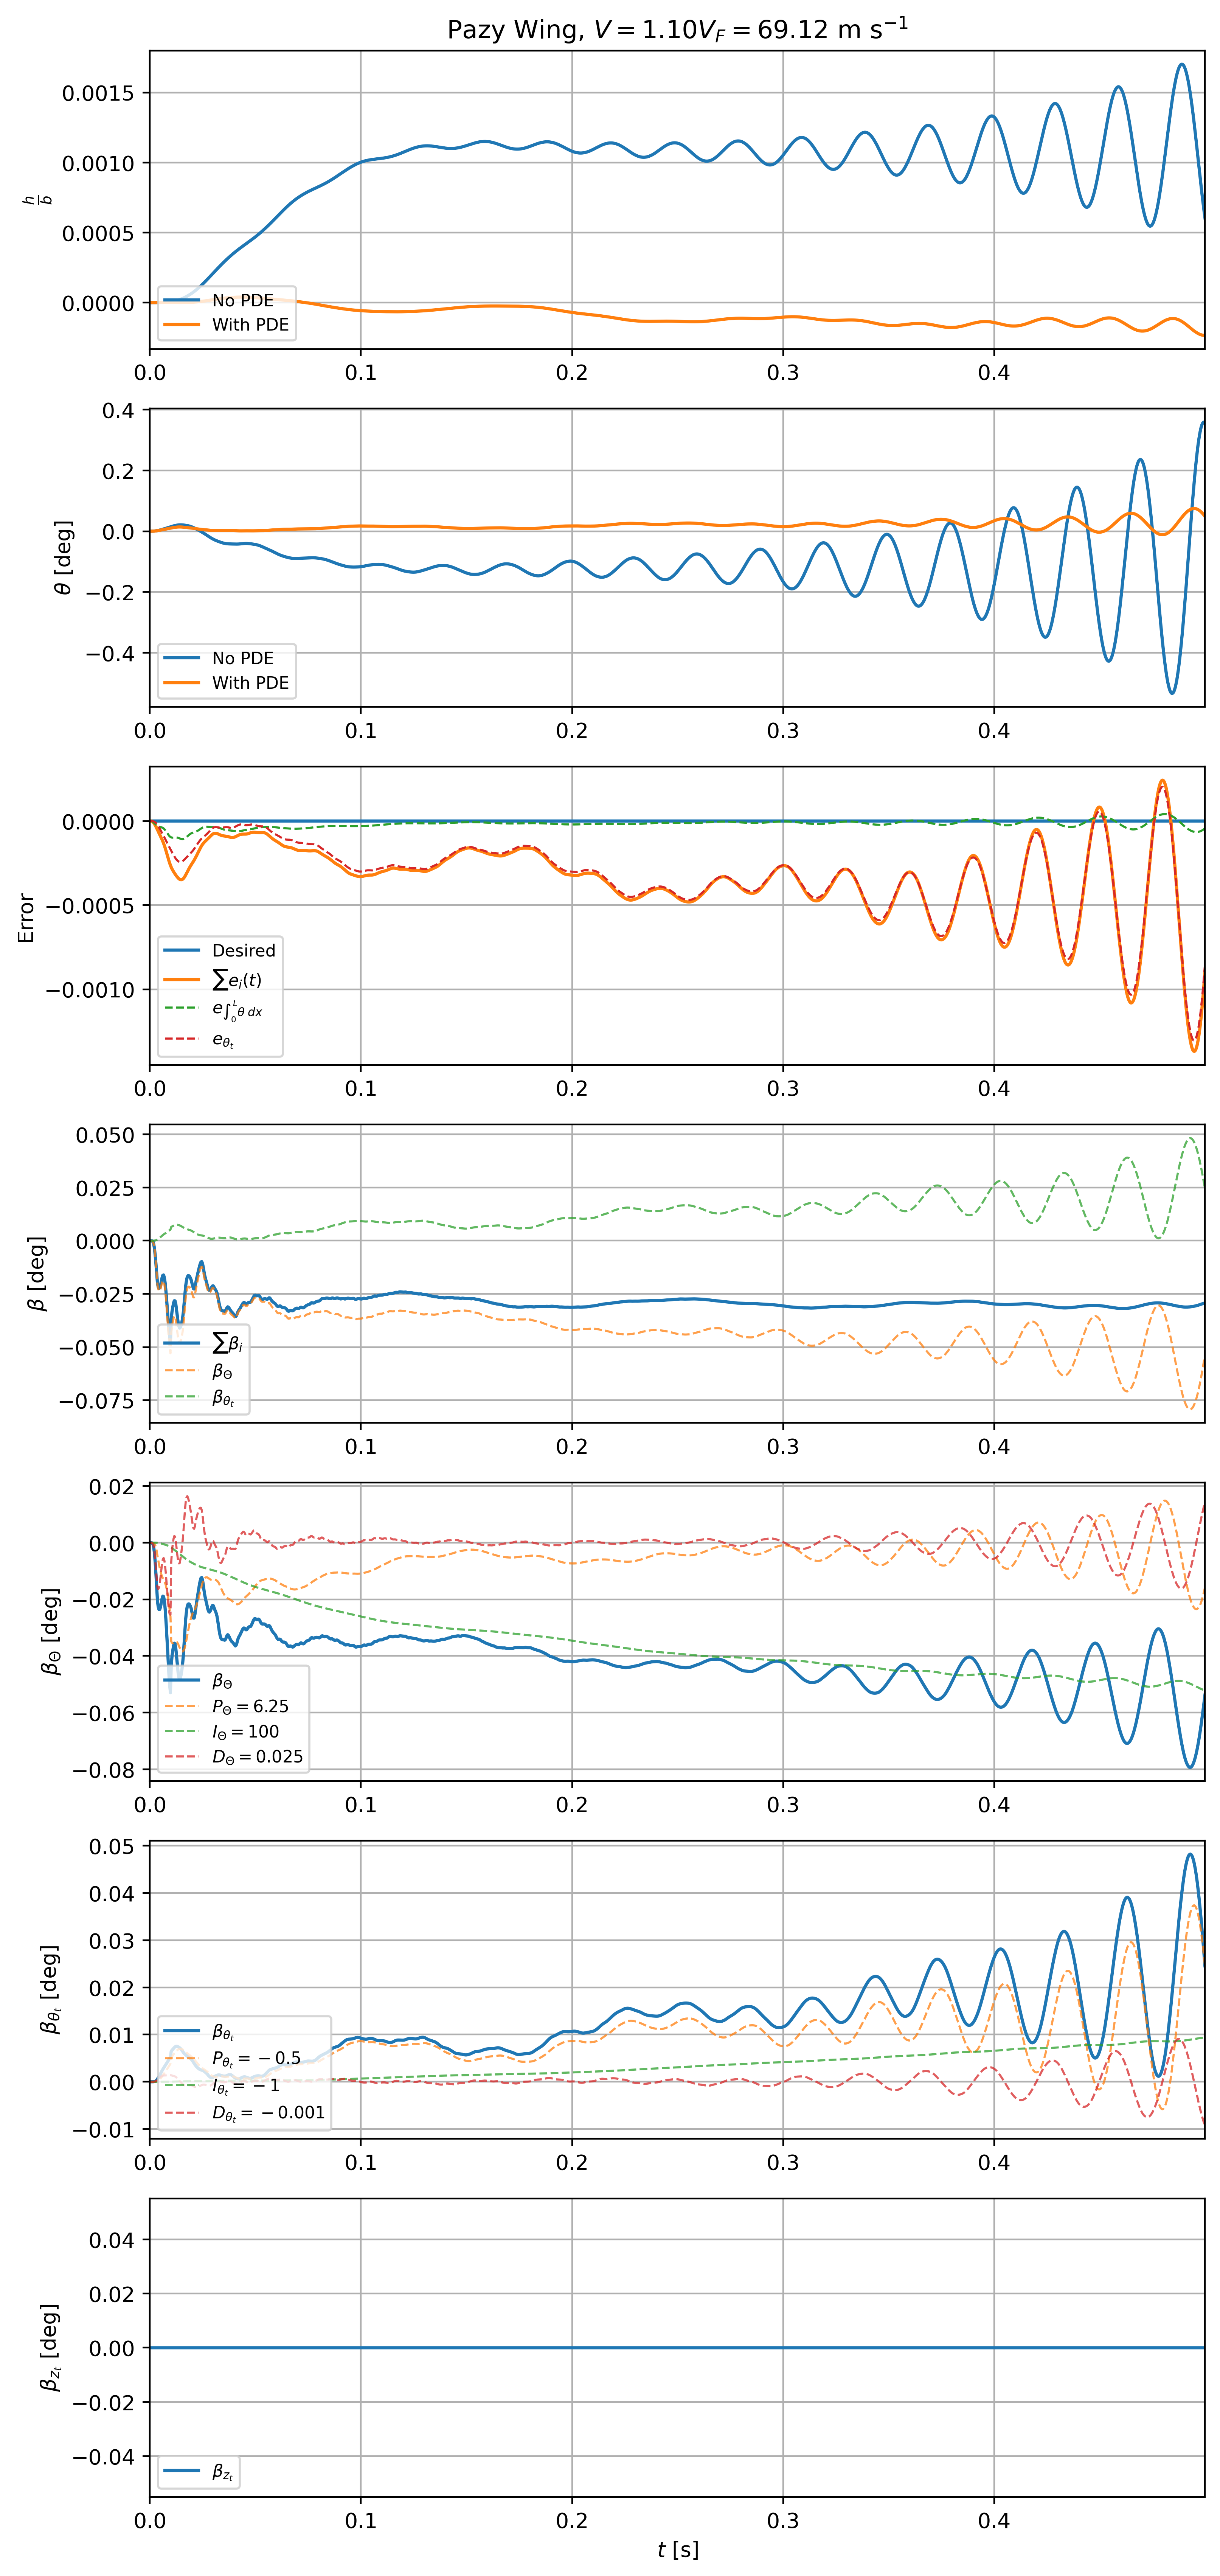 Pazy Wing, V = 1.10V_F = 69.12 m s⁻¹
0.0015
0.0010
0.0005
0.0000
h/b
No PDE
With PDE
0.0 0.1 0.2 0.3 0.4
0.4
0.2
0.0
−0.2
−0.4
θ [deg]
No PDE
With PDE
0.0 0.1 0.2 0.3 0.4
0.0000
−0.0005
−0.0010
Error
Desired
∑e_i(t)
e_∫₀ᴸθ dx
e_θ_t
0.0 0.1 0.2 0.3 0.4
0.050
0.025
0.000
−0.025
−0.050
−0.075
β [deg]
∑β_i
β_Θ
β_θ_t
0.0 0.1 0.2 0.3 0.4
0.02
0.00
−0.02
−0.04
−0.06
−0.08
β_Θ [deg]
β_Θ
P_Θ = 6.25
I_Θ = 100
D_Θ = 0.025
0.0 0.1 0.2 0.3 0.4
0.05
0.04
0.03
0.02
0.01
0.00
−0.01
β_θ_t [deg]
β_θ_t
P_θ_t = −0.5
I_θ_t = −1
D_θ_t = −0.001
0.0 0.1 0.2 0.3 0.4
0.04
0.02
0.00
−0.02
−0.04
β_z_t [deg]
β_z_t
0.0 0.1 0.2 0.3 0.4
t [s]